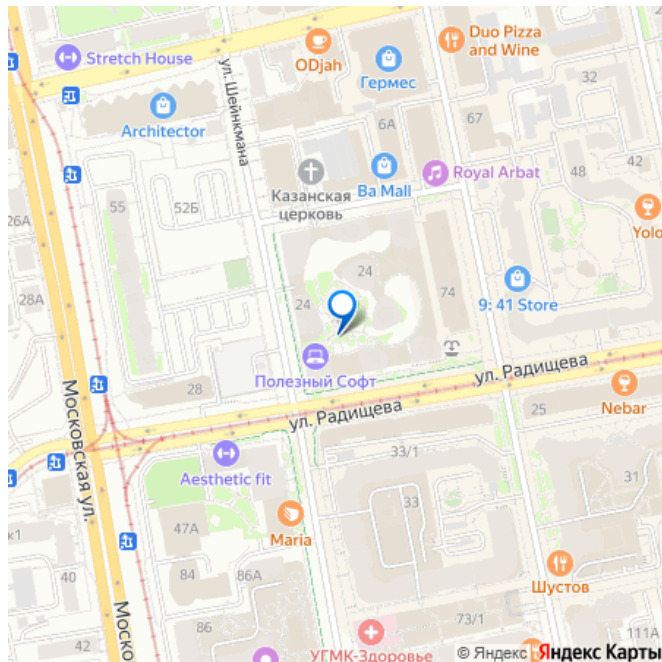 Stretch House
ODjah
Duo Pizza
and Wine
Гермес
ул. Шейнкмана
Architector
6А
67
32
Казанская
церковь
Ba Mall
Royal Arbat
48
42
Yolo
55
52Б
26А
24
24
74
28А
9: 41 Store
Полезный Софт
28
ул. Радищева
Nebar
ул. Радищева
25
Московская ул.
33/1
Aesthetic fit
33
31
47А
Maria
к1
40
84
86А
Шустов
Моско
86
73/1
42
111А
УГМК-Здоровье
© Яндекс Яндекс Карты